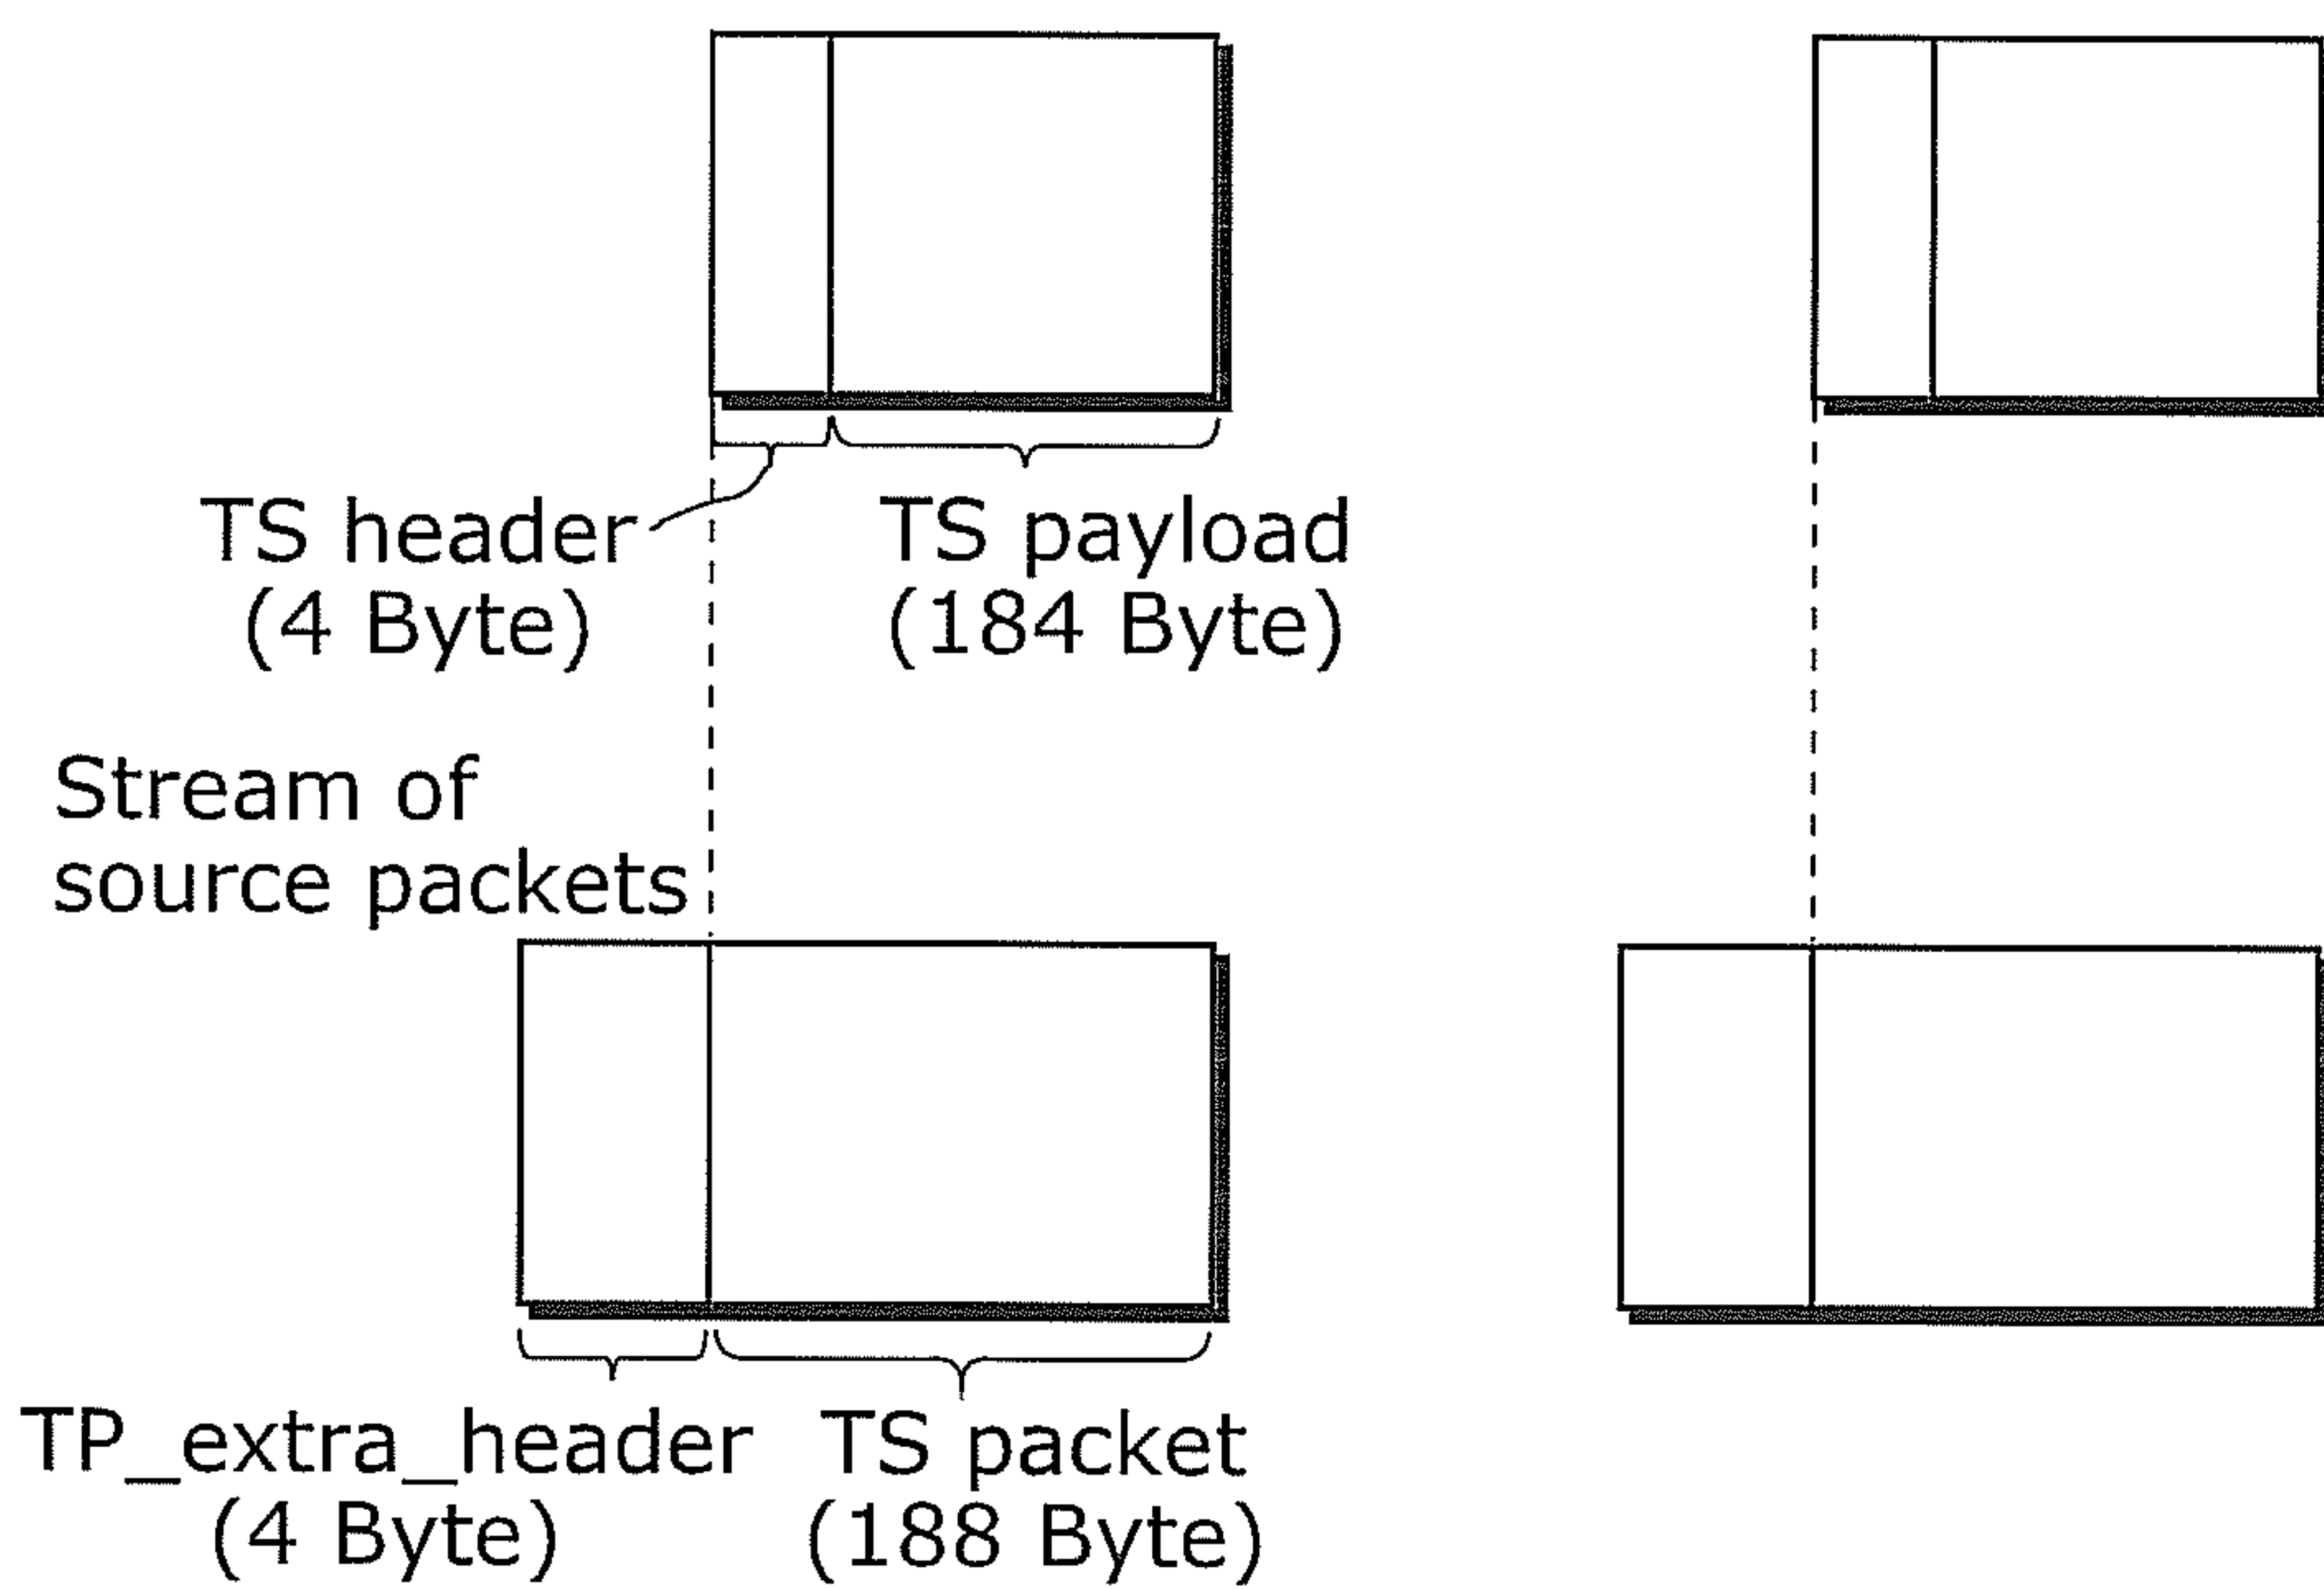 TS header
(4 Byte)
TS payload
(184 Byte)
Stream of
source packets
TP_extra_header
(4 Byte)
TS packet
(188 Byte)